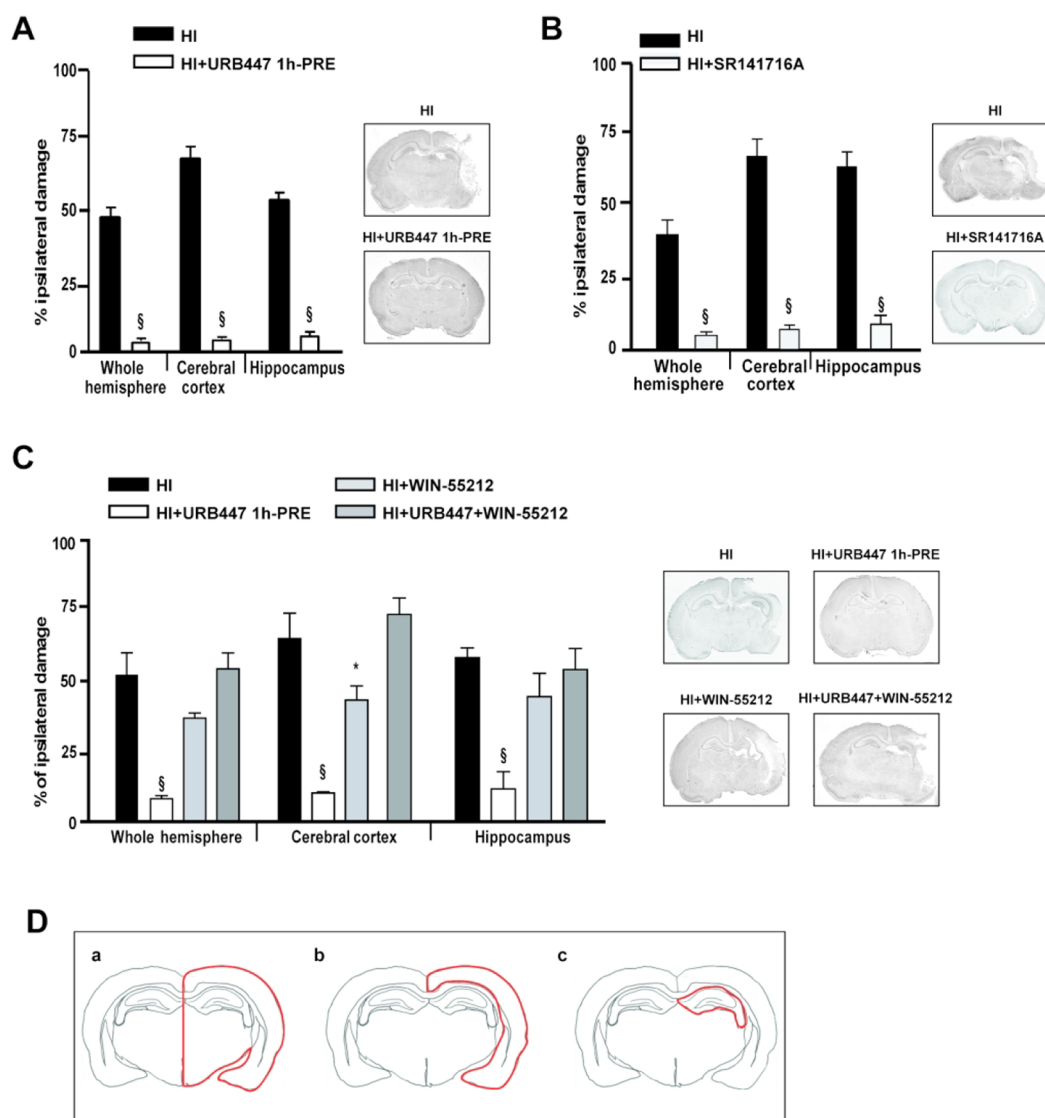 A
HI
HI+URB447 1h-PRE
% ipsilateral damage
100
75
50
25
0
§
§
§
Whole hemisphere
Cerebral cortex
Hippocampus
HI
HI+URB447 1h-PRE
B
HI
HI+SR141716A
% ipsilateral damage
100
75
50
25
0
§
§
§
Whole hemisphere
Cerebral cortex
Hippocampus
HI
HI+SR141716A
C
HI
HI+URB447 1h-PRE
HI+WIN-55212
HI+URB447+WIN-55212
% of ipsilateral damage
100
75
50
25
0
§
§
*
§
Whole hemisphere
Cerebral cortex
Hippocampus
HI
HI+URB447 1h-PRE
HI+WIN-55212
HI+URB447+WIN-55212
D
a
b
c